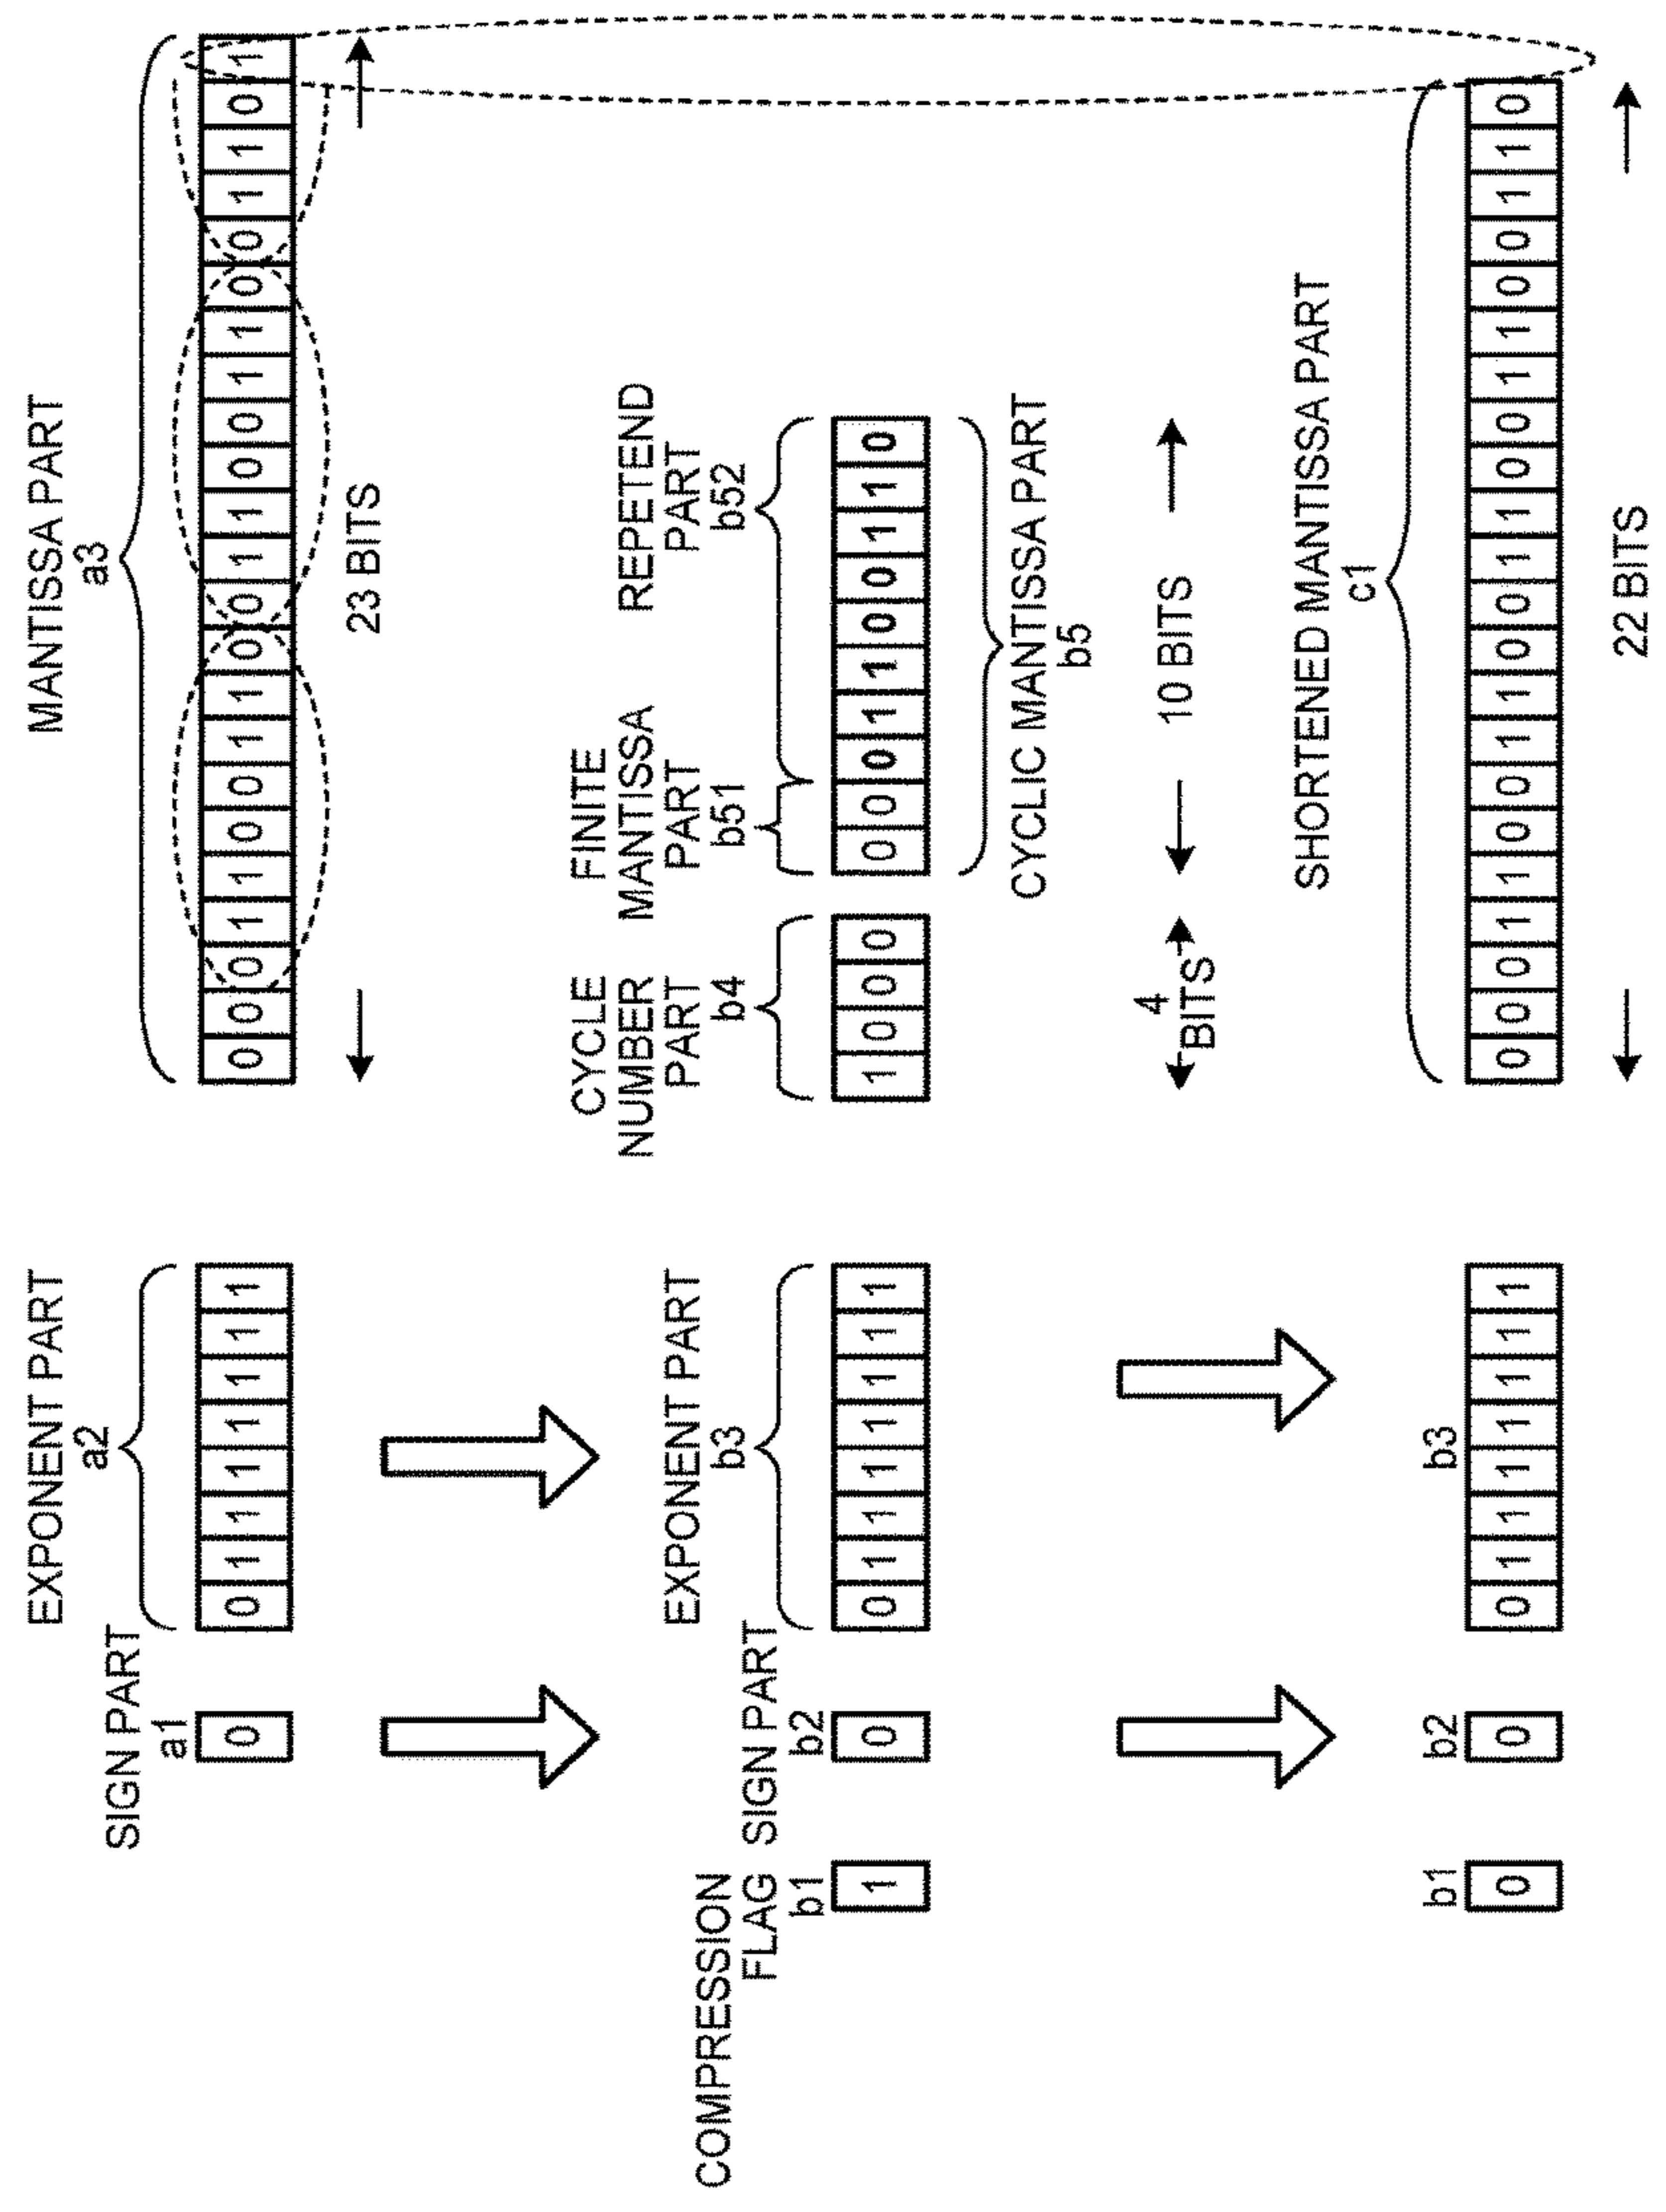 SIGN PART
a1
0
EXPONENT PART
a2
0 1 1 1 1 1 1 1
MANTISSA PART
a3
0 0 0 1 1 0 0 1 1 0 0 1 1 0 0 1 1 0 0 1 1 0 1
23 BITS
COMPRESSION
FLAG
b1
1
SIGN PART
b2
0
EXPONENT PART
b3
0 1 1 1 1 1 1 1
CYCLE
NUMBER
PART
b4
1 0 0 0
4
BITS
FINITE
MANTISSA
PART
b51
REPETEND
PART
b52
0 0 0 1 1 0 0 1 1 0
CYCLIC MANTISSA PART
b5
10 BITS
b1
0
b2
0
b3
0 1 1 1 1 1 1 1
SHORTENED MANTISSA PART
c1
0 0 0 1 1 0 0 1 1 0 0 1 1 0 0 1 1 0 0 1 1 0
22 BITS